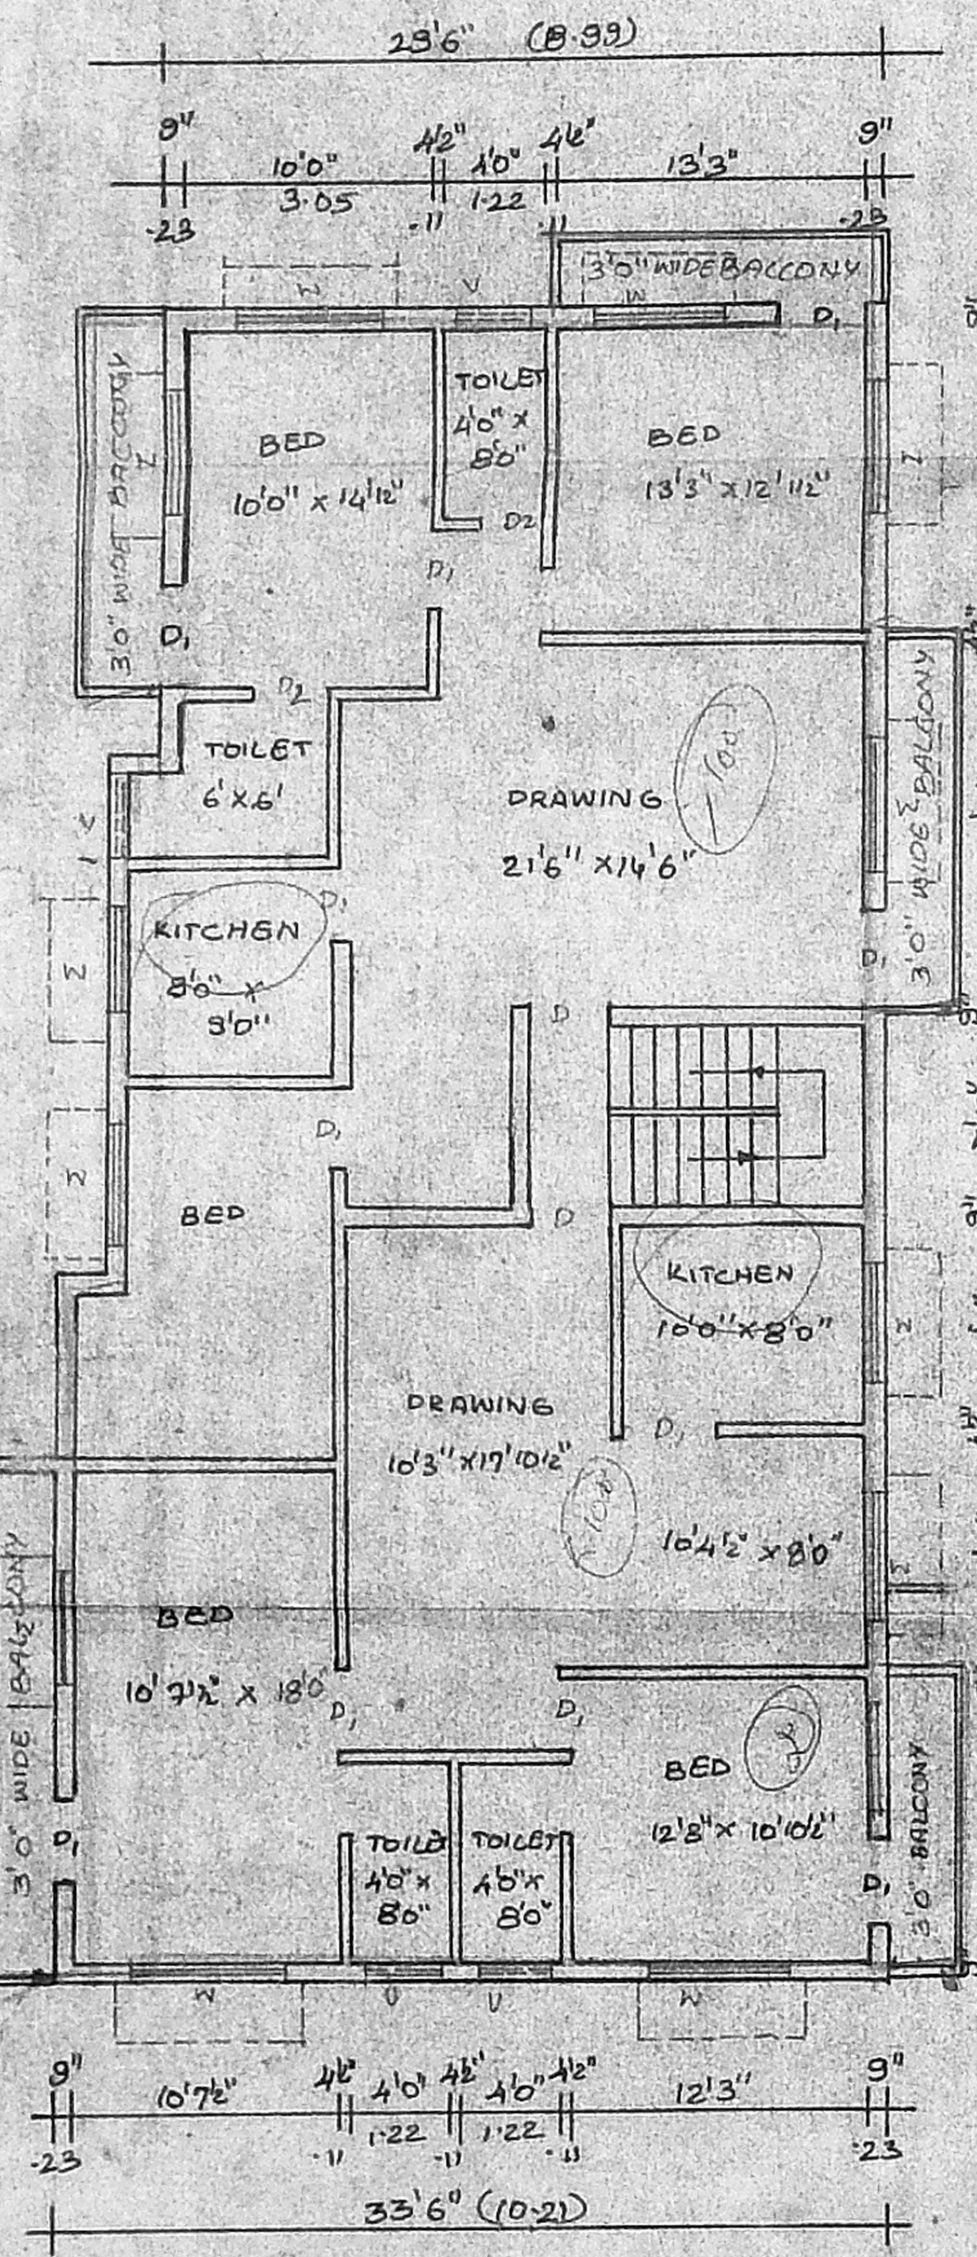 29'6" (8.99)
9" 4½" 4½" 9"
10'0" 4'0" 13'3"
3.05 1.22
.23 .11 .11 .23
3'0" WIDE BALCONY
W V W
D1
3'0" WIDE BALCONY
TOILET
4'0" x
8'0"
BED
10'0" x 14'1½"
BED
13'3" x 12'1½"
D2
D1
D1
D2
TOILET
6' x 6'
V
DRAWING
21'6" x 14'6"
100
3'0" WIDE BALCONY
D1
KITCHEN
8'0" x
9'0"
W
D1
D
W
D1
BED
D
KITCHEN
10'0" x 8'0"
W
DRAWING
10'3" x 17'10½"
D1
100
10'4½" x 8'0"
W
3'0" WIDE BALCONY
BED
10'7½" x 18'0"
D1
D1
BED
12'3" x 10'10½"
D1
TOILET
4'0" x
8'0"
TOILET
4'0" x
8'0"
D1
3'0" BALCONY
W V V W
9" 4½" 4½" 4½" 9"
10'7½" 4'0" 4'0" 12'3"
1.22 1.22
.23 .11 .11 .11 .23
33'6" (10.21)